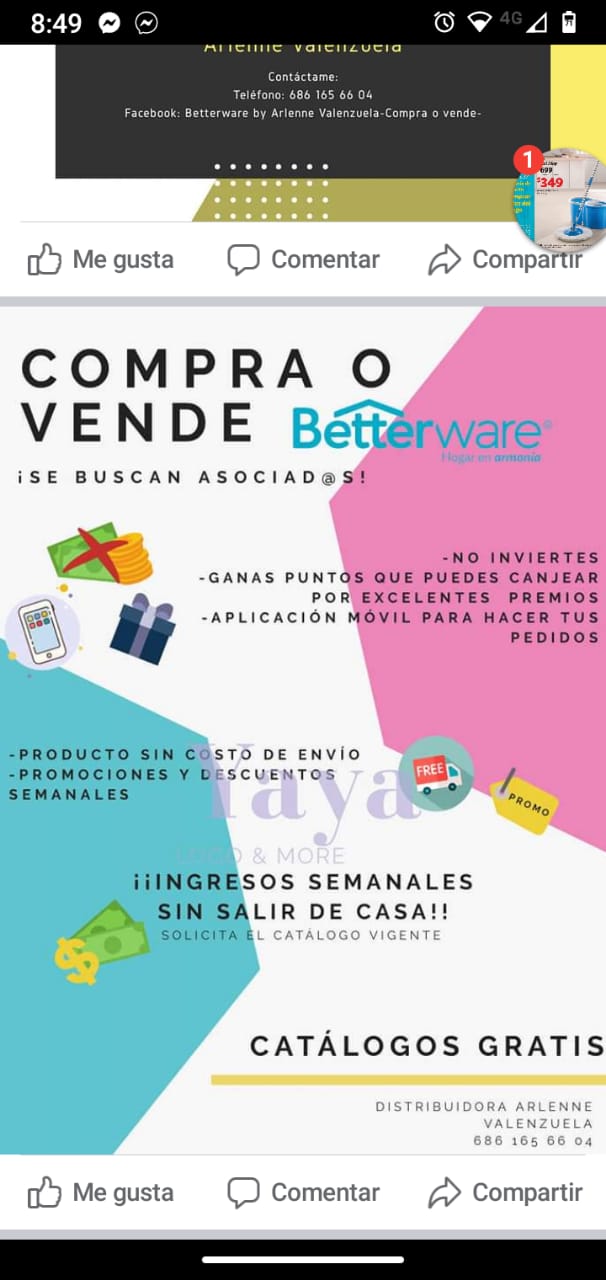 8:49
4G
Arlenne Valenzuela
Contáctame:
Teléfono: 686 165 66 04
Facebook: Betterware by Arlenne Valenzuela-Compra o vende-
1
$349
Me gusta
Comentar
Compartir
COMPRA O
VENDE Betterware®
Hogar en armonía
¡SE BUSCAN ASOCIAD@S!
-NO INVIERTES
-GANAS PUNTOS QUE PUEDES CANJEAR
POR EXCELENTES PREMIOS
-APLICACIÓN MÓVIL PARA HACER TUS
PEDIDOS
-PRODUCTO SIN COSTO DE ENVÍO
-PROMOCIONES Y DESCUENTOS
SEMANALES
FREE
PROMO
Yaya
& MORE
¡¡INGRESOS SEMANALES
SIN SALIR DE CASA!!
SOLICITA EL CATÁLOGO VIGENTE
$
CATÁLOGOS GRATIS
DISTRIBUIDORA ARLENNE
VALENZUELA
686 165 66 04
Me gusta
Comentar
Compartir